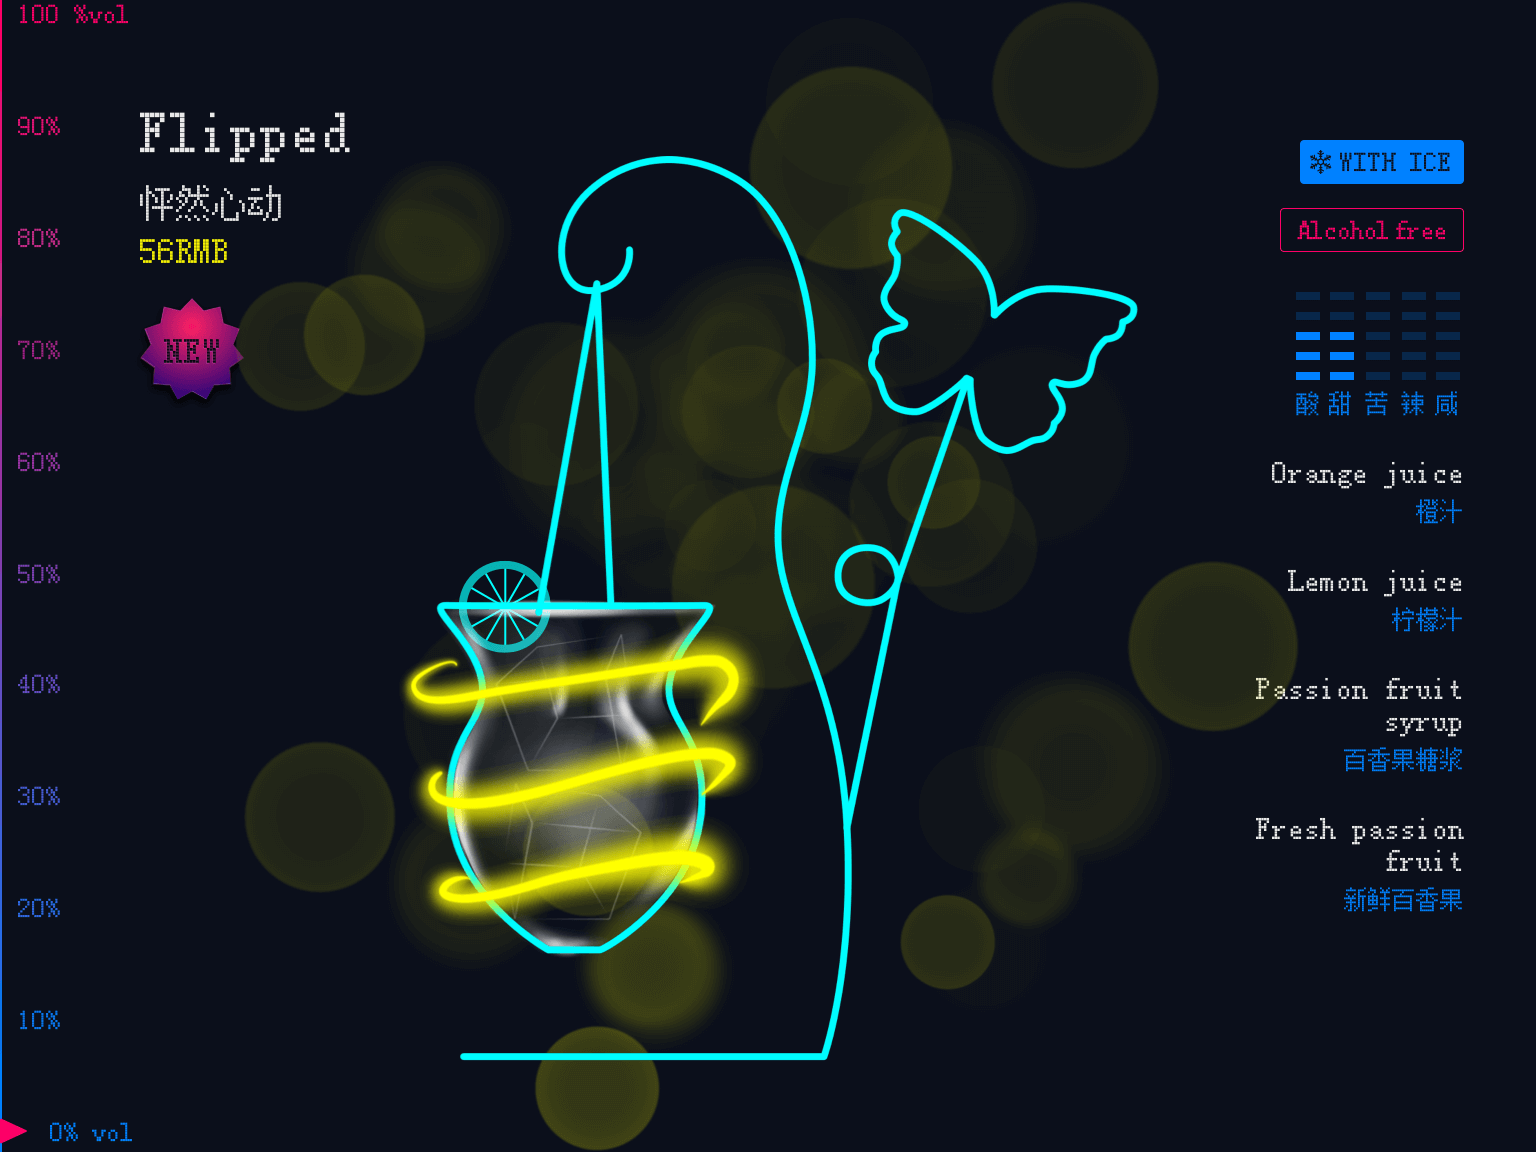 100 %vol
90%
80%
70%
60%
50%
40%
30%
20%
10%
0% vol
Flipped
怦然心动
56RMB
NEW
WITH ICE
Alcohol free
酸 甜 苦 辣 咸
Orange juice
橙汁
Lemon juice
柠檬汁
Passion fruit
syrup
百香果糖浆
Fresh passion
fruit
新鲜百香果